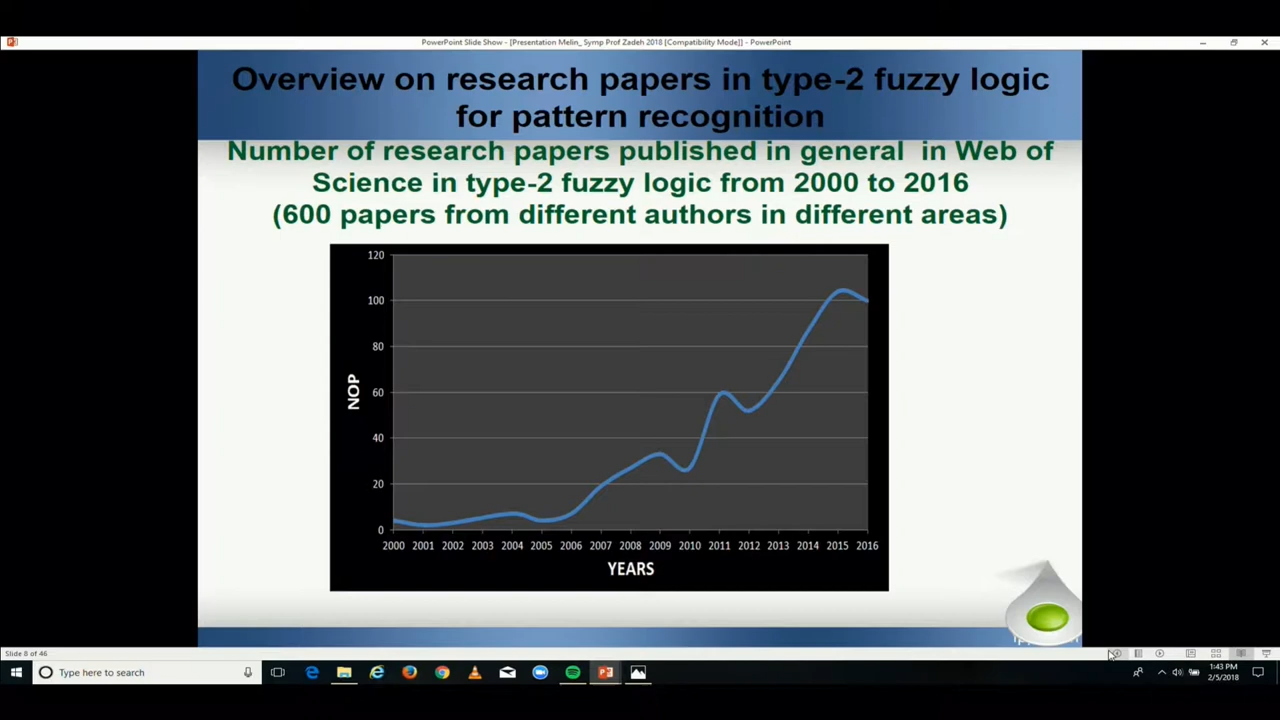 PowerPoint Slide Show - [Presentation Melin_ Symp Prof Zadeh 2018 [Compatibility Mode]] - PowerPoint
Overview on research papers in type-2 fuzzy logic
for pattern recognition
Number of research papers published in general in Web of
Science in type-2 fuzzy logic from 2000 to 2016
(600 papers from different authors in different areas)
120
100
80
60
40
20
0
NOP
2000 2001 2002 2003 2004 2005 2006 2007 2008 2009 2010 2011 2012 2013 2014 2015 2016
YEARS
Slide 8 of 46
Type here to search
1:43 PM
2/5/2018